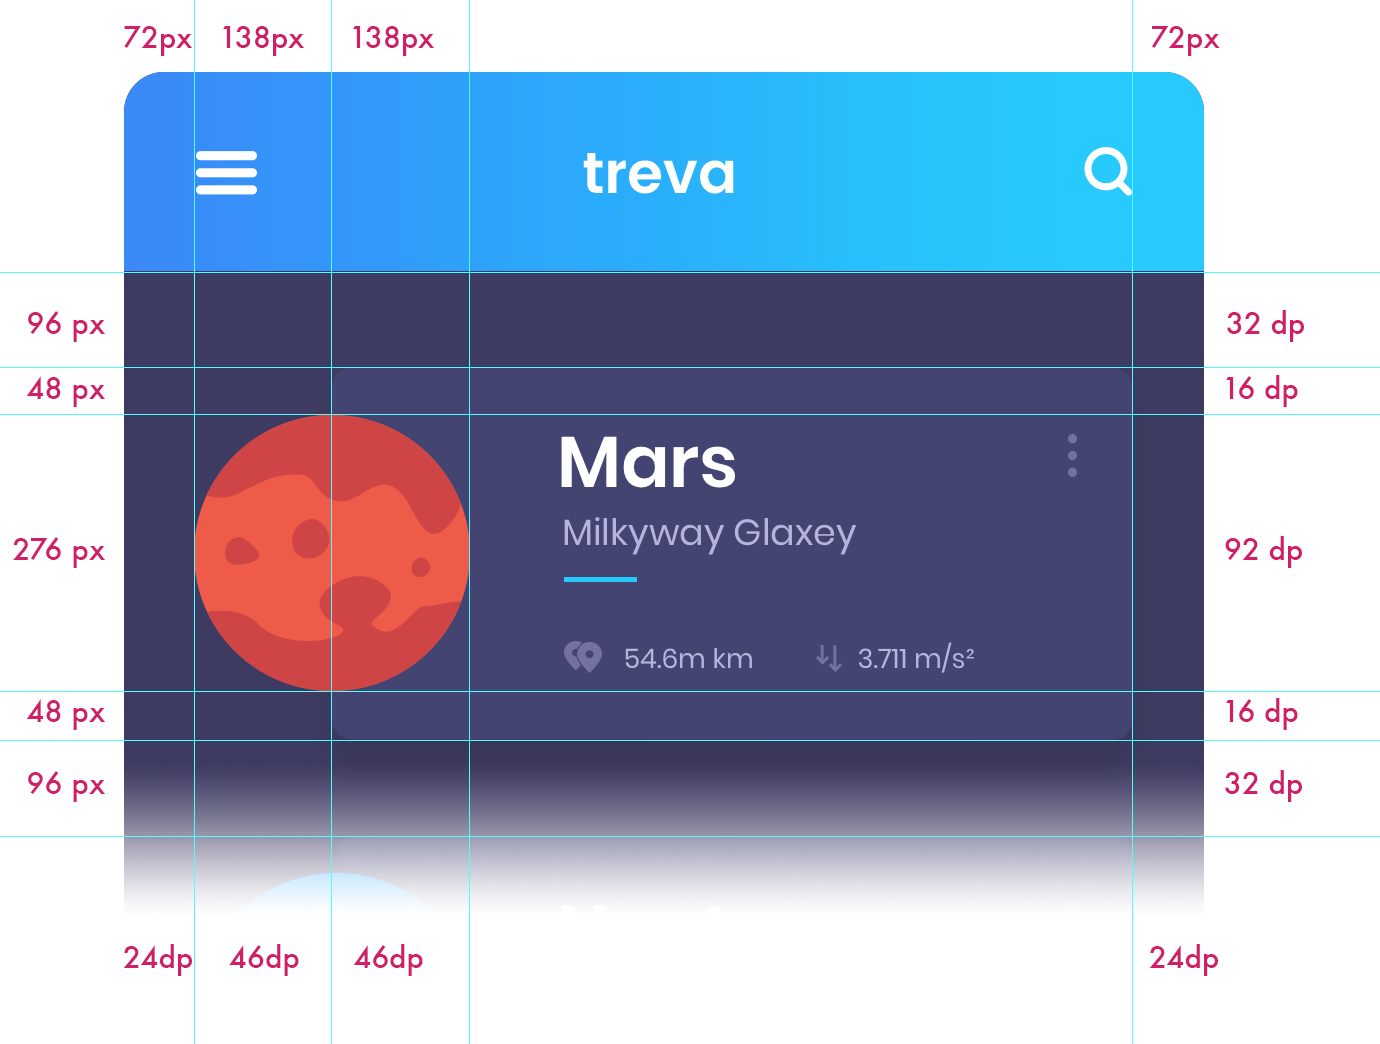 72px 138px 138px 72px
treva
96 px 32 dp
48 px 16 dp
Mars
Milkyway Glaxey
276 px 92 dp
54.6m km 3.711 m/s²
48 px 16 dp
96 px 32 dp
24dp 46dp 46dp 24dp